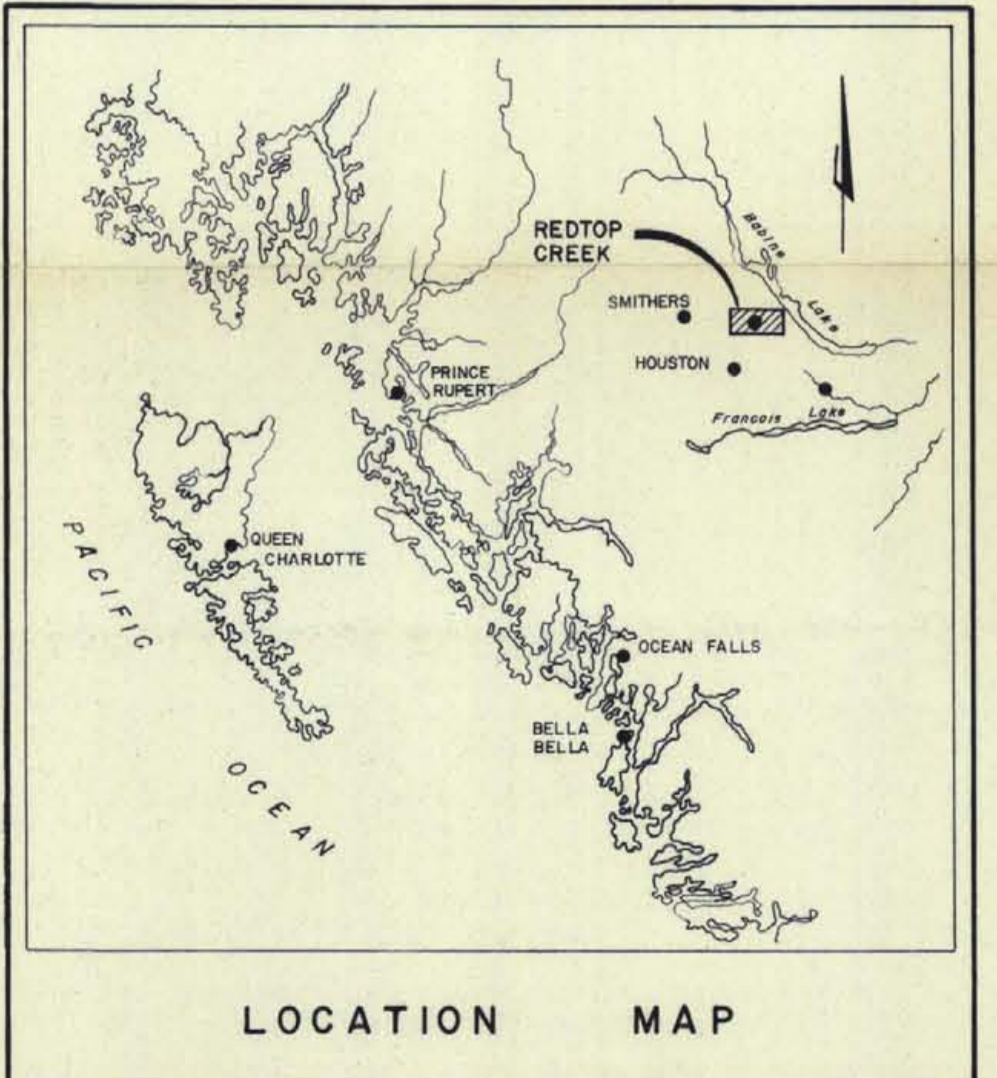 REDTOP
CREEK
Babine
Lake
SMITHERS
HOUSTON
PRINCE
RUPERT
Francois Lake
QUEEN
CHARLOTTE
PACIFIC
OCEAN
OCEAN FALLS
BELLA
BELLA
LOCATION MAP